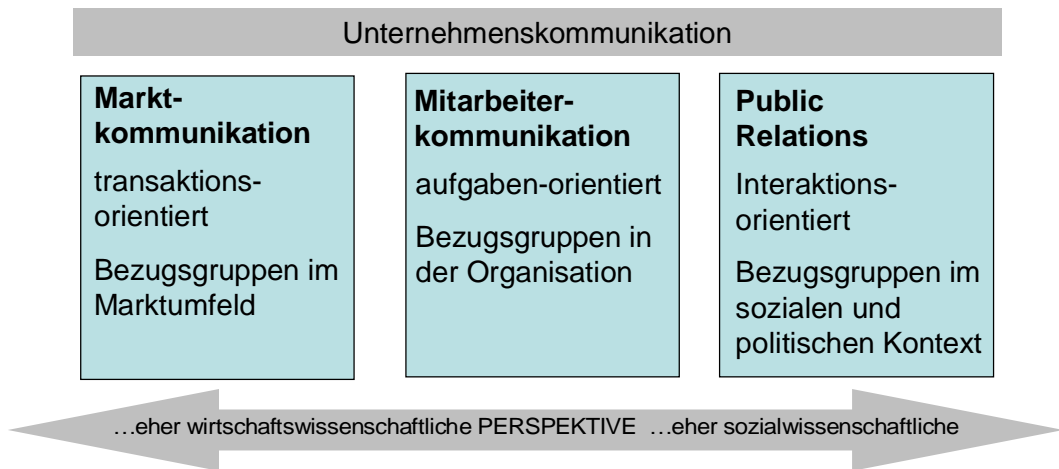 Unternehmenskommunikation
Markt-
kommunikation
transaktions-
orientiert
Bezugsgruppen im
Marktumfeld
Mitarbeiter-
kommunikation
aufgaben-orientiert
Bezugsgruppen in
der Organisation
Public
Relations
Interaktions-
orientiert
Bezugsgruppen im
sozialen und
politischen Kontext
…eher wirtschaftswissenschaftliche PERSPEKTIVE …eher sozialwissenschaftliche